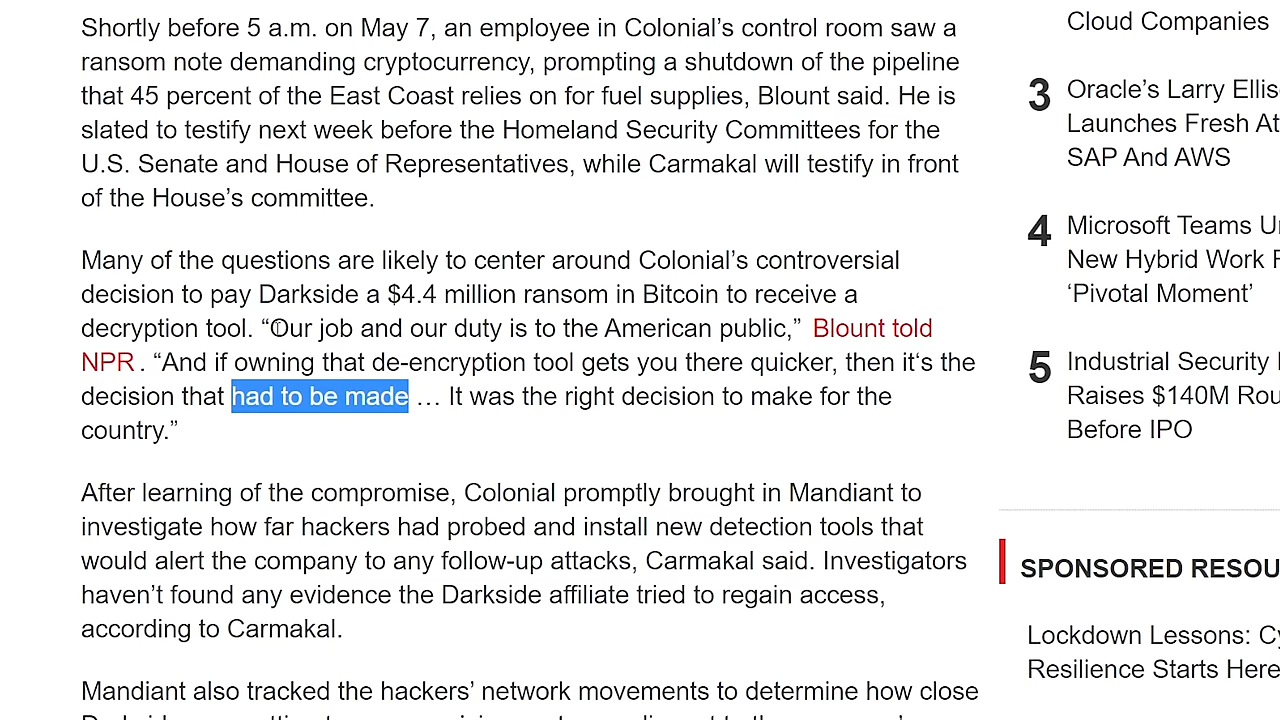 Shortly before 5 a.m. on May 7, an employee in Colonial’s control room saw a
ransom note demanding cryptocurrency, prompting a shutdown of the pipeline
that 45 percent of the East Coast relies on for fuel supplies, Blount said. He is
slated to testify next week before the Homeland Security Committees for the
U.S. Senate and House of Representatives, while Carmakal will testify in front
of the House’s committee.
Many of the questions are likely to center around Colonial’s controversial
decision to pay Darkside a $4.4 million ransom in Bitcoin to receive a
decryption tool. “Our job and our duty is to the American public,” Blount told
NPR. “And if owning that de-encryption tool gets you there quicker, then it‘s the
decision that had to be made … It was the right decision to make for the
country.”
After learning of the compromise, Colonial promptly brought in Mandiant to
investigate how far hackers had probed and install new detection tools that
would alert the company to any follow-up attacks, Carmakal said. Investigators
haven’t found any evidence the Darkside affiliate tried to regain access,
according to Carmakal.
Mandiant also tracked the hackers’ network movements to determine how close
Cloud Companies
3 Oracle’s Larry
Launches Fresh
SAP And AWS
4 Microsoft Teams
New Hybrid Work
‘Pivotal Moment’
5 Industrial Security
Raises $140M
Before IPO
SPONSORED
Lockdown Lessons:
Resilience Starts Here